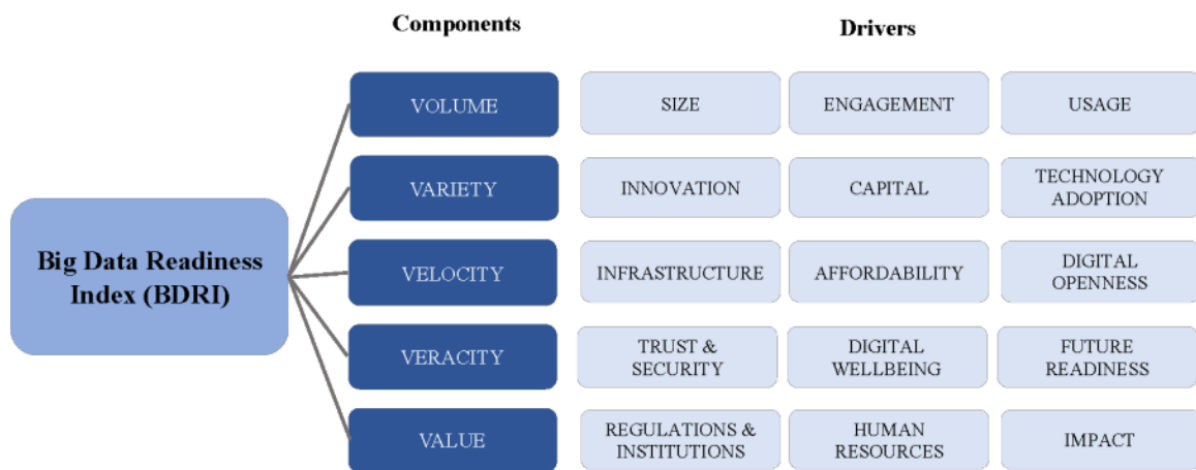 Components
Drivers
VOLUME
SIZE
ENGAGEMENT
USAGE
VARIETY
INNOVATION
CAPITAL
TECHNOLOGY
ADOPTION
Big Data Readiness
Index (BDRI)
VELOCITY
INFRASTRUCTURE
AFFORDABILITY
DIGITAL
OPENNESS
VERACITY
TRUST &
SECURITY
DIGITAL
WELLBEING
FUTURE
READINESS
VALUE
REGULATIONS &
INSTITUTIONS
HUMAN
RESOURCES
IMPACT